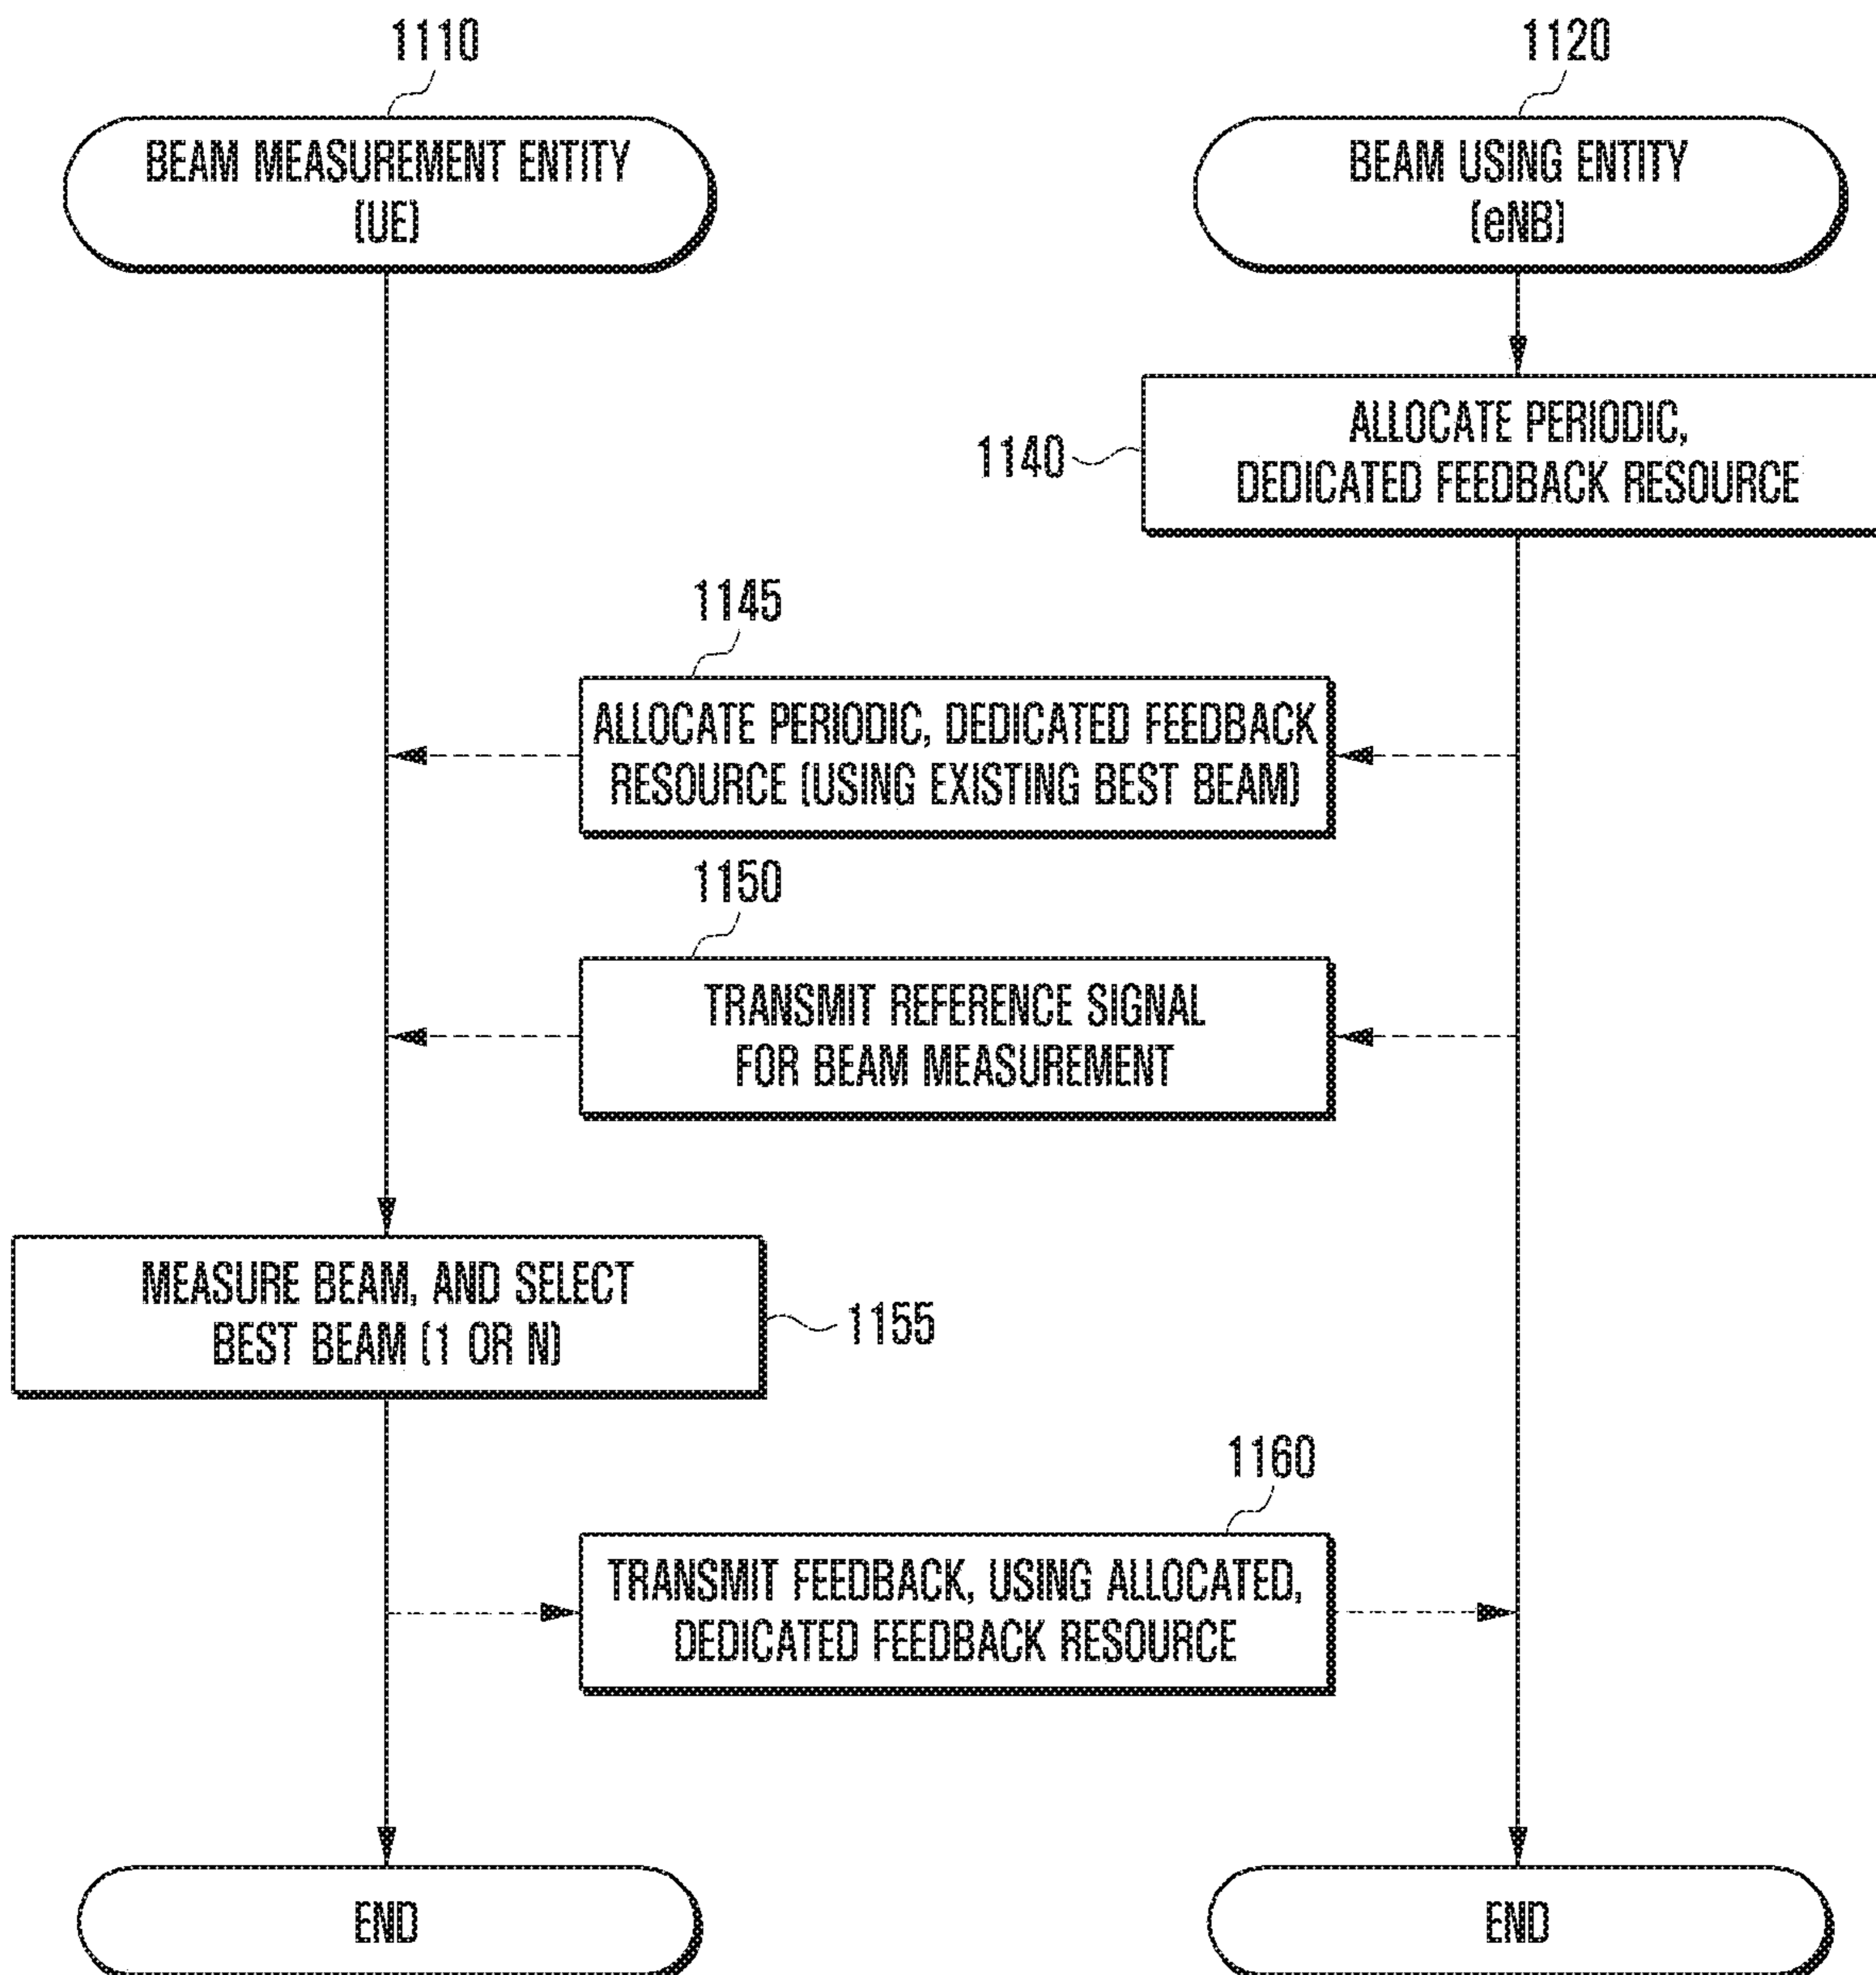 1110
1120
BEAM MEASUREMENT ENTITY
(UE)
BEAM USING ENTITY
(eNB)
ALLOCATE PERIODIC,
DEDICATED FEEDBACK RESOURCE
1140
1145
ALLOCATE PERIODIC, DEDICATED FEEDBACK
RESOURCE (USING EXISTING BEST BEAM)
1150
TRANSMIT REFERENCE SIGNAL
FOR BEAM MEASUREMENT
MEASURE BEAM, AND SELECT
BEST BEAM (1 OR N)
1155
1160
TRANSMIT FEEDBACK, USING ALLOCATED,
DEDICATED FEEDBACK RESOURCE
END
END